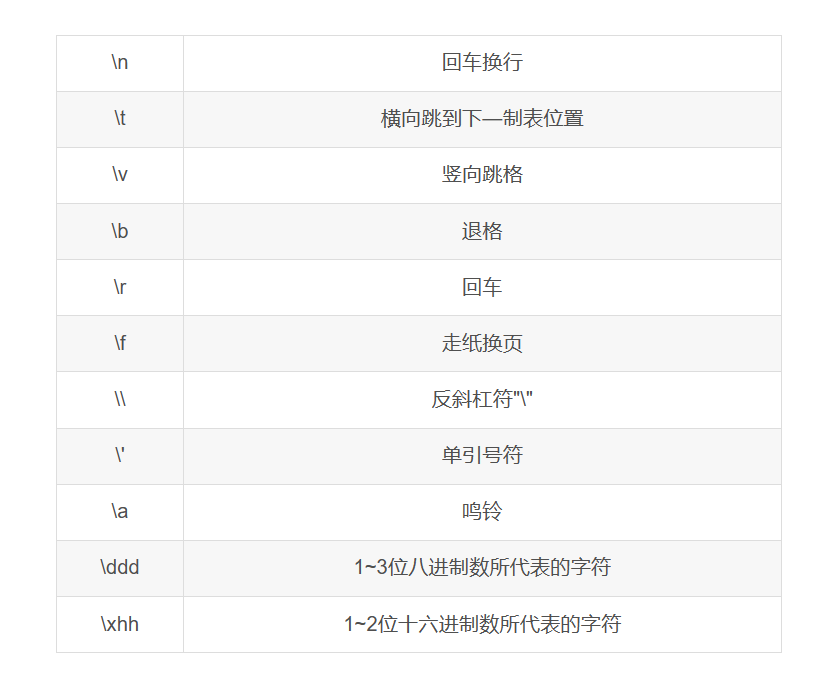 \n 回车换行
\t 横向跳到下—制表位置
\v 竖向跳格
\b 退格
\r 回车
\f 走纸换页
\\ 反斜杠符"\"
\' 单引号符
\a 鸣铃
\ddd 1~3位八进制数所代表的字符
\xhh 1~2位十六进制数所代表的字符